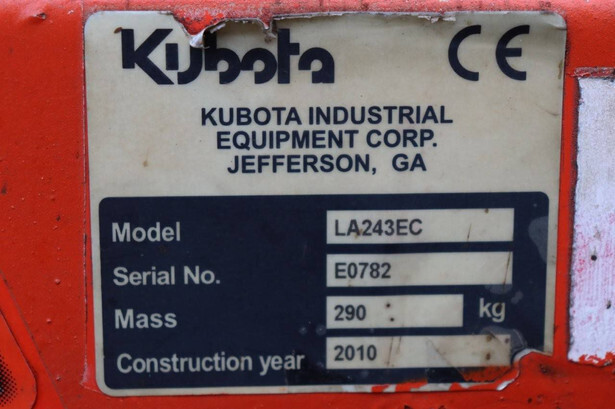 Kubota CE
KUBOTA INDUSTRIAL
EQUIPMENT CORP.
JEFFERSON, GA
Model LA243EC
Serial No. E0782
Mass 290 kg
Construction year 2010